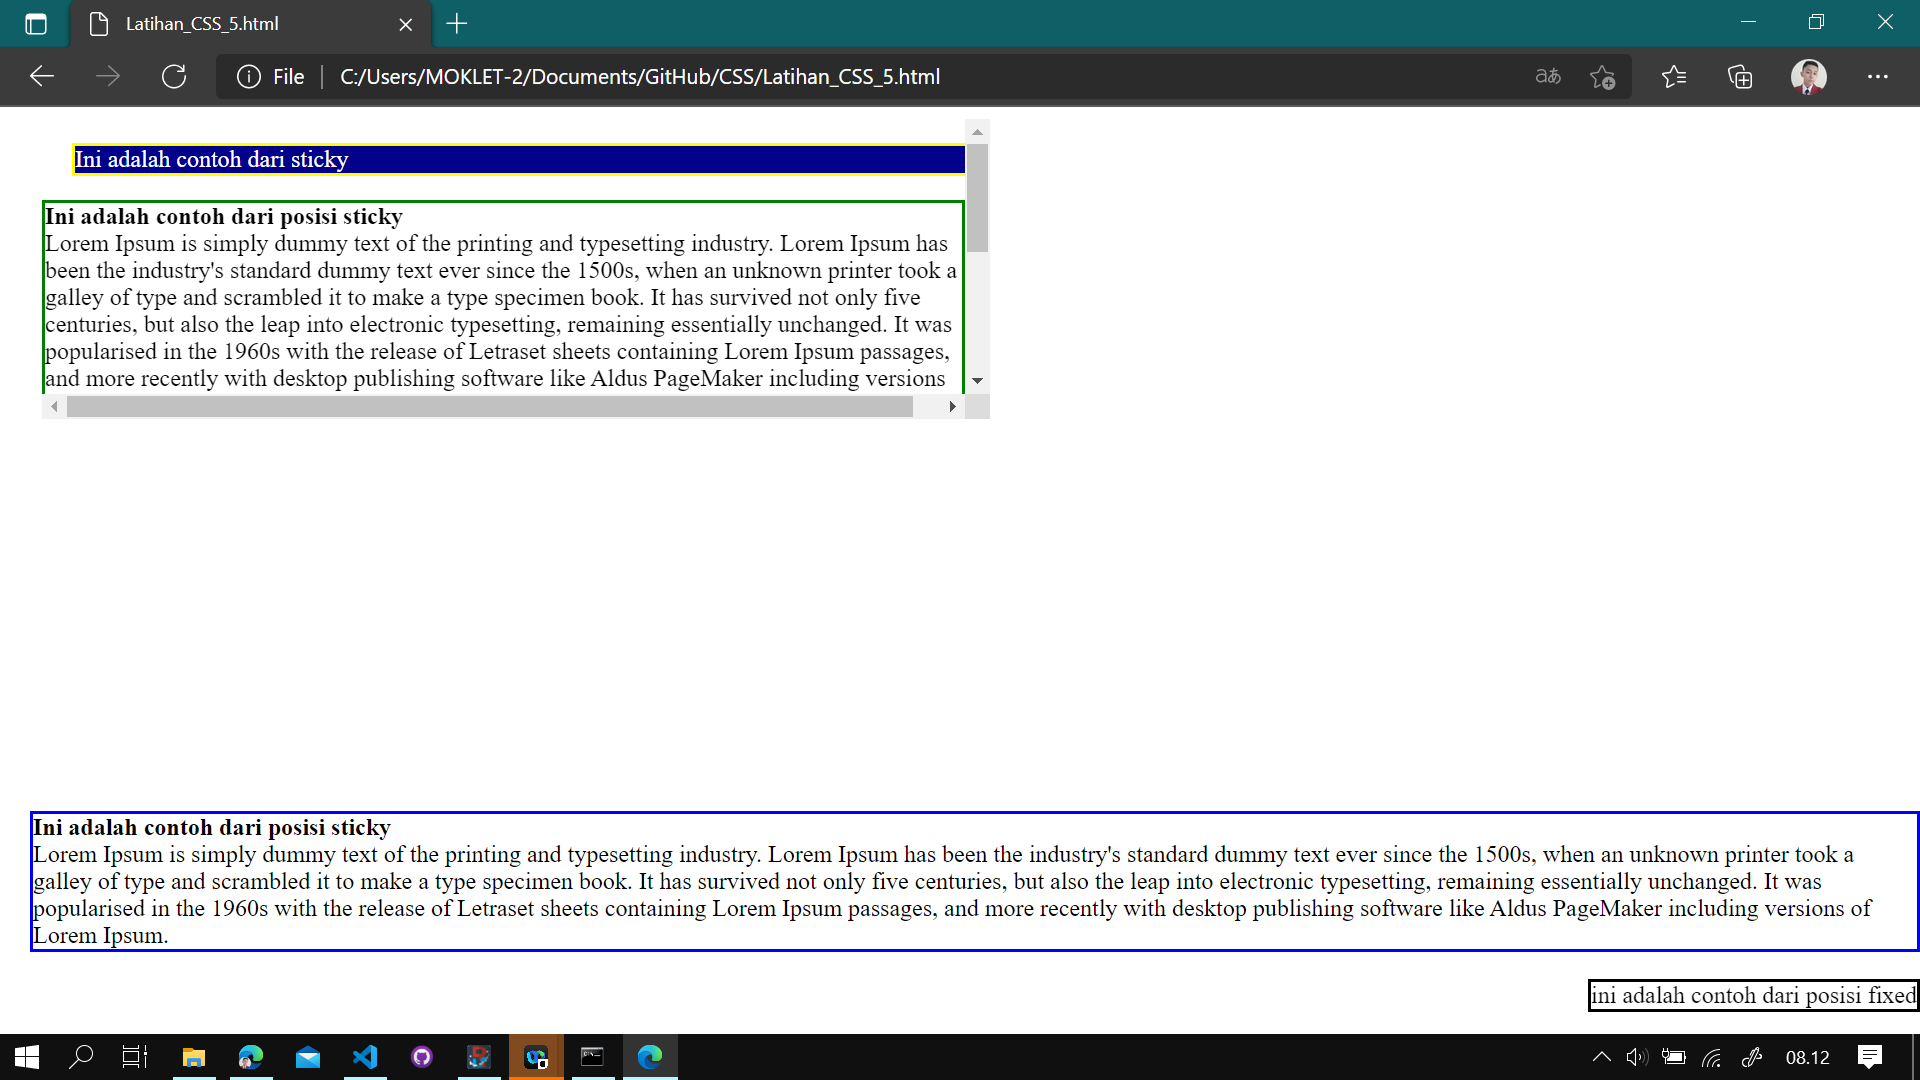 Latihan_CSS_5.html
File
C:/Users/MOKLET-2/Documents/GitHub/CSS/Latihan_CSS_5.html
aあ
Ini adalah contoh dari sticky
Ini adalah contoh dari posisi sticky
Lorem Ipsum is simply dummy text of the printing and typesetting industry. Lorem Ipsum has
been the industry's standard dummy text ever since the 1500s, when an unknown printer took a
galley of type and scrambled it to make a type specimen book. It has survived not only five
centuries, but also the leap into electronic typesetting, remaining essentially unchanged. It was
popularised in the 1960s with the release of Letraset sheets containing Lorem Ipsum passages,
and more recently with desktop publishing software like Aldus PageMaker including versions
Ini adalah contoh dari posisi sticky
Lorem Ipsum is simply dummy text of the printing and typesetting industry. Lorem Ipsum has been the industry's standard dummy text ever since the 1500s, when an unknown printer took a
galley of type and scrambled it to make a type specimen book. It has survived not only five centuries, but also the leap into electronic typesetting, remaining essentially unchanged. It was
popularised in the 1960s with the release of Letraset sheets containing Lorem Ipsum passages, and more recently with desktop publishing software like Aldus PageMaker including versions of
Lorem Ipsum.
ini adalah contoh dari posisi fixed
08.12